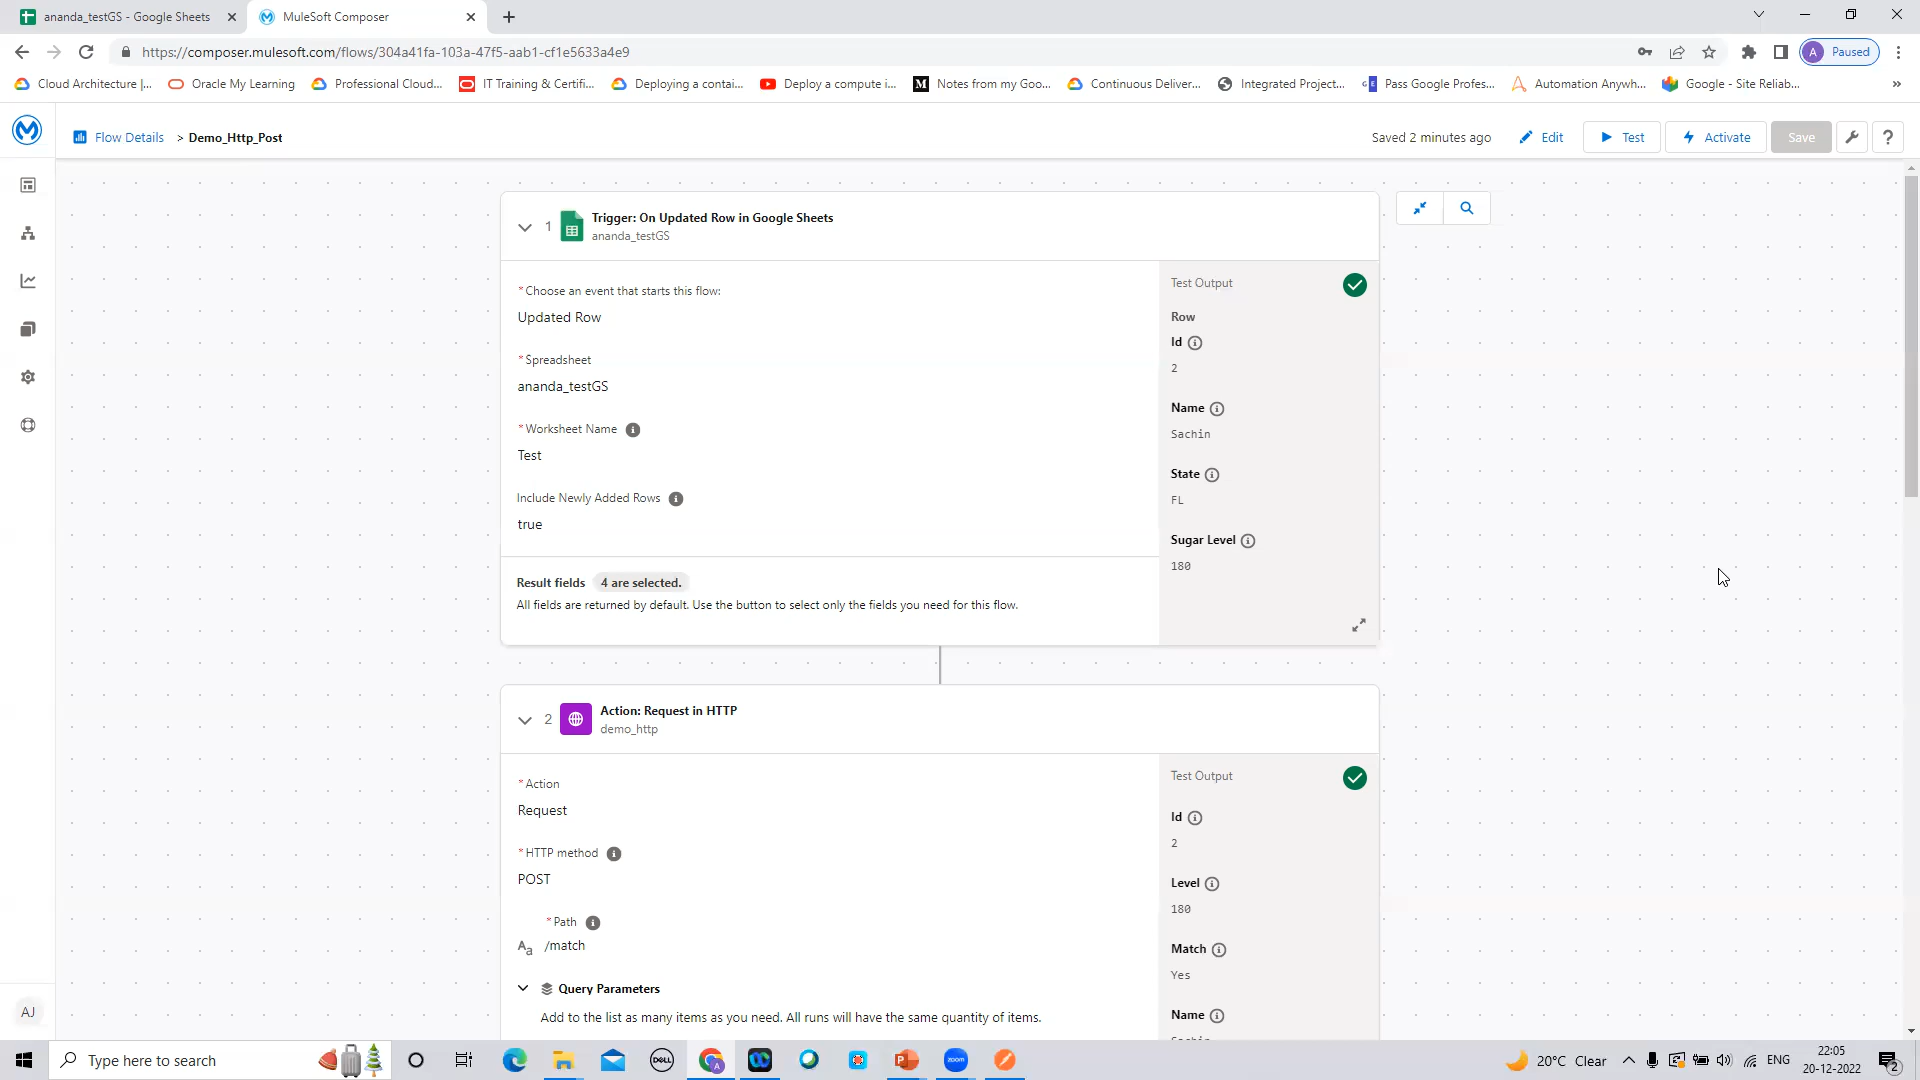 ananda_testGS - Google Sheets
MuleSoft Composer
https://composer.mulesoft.com/flows/304a41fa-103a-47f5-aab1-cf1e5633a4e9
A Paused
Cloud Architecture |...
Oracle My Learning
Professional Cloud...
IT Training & Certifi...
Deploying a contai...
Deploy a compute i...
Notes from my Goo...
Continuous Deliver...
Integrated Project...
Pass Google Profes...
Automation Anywh...
Google - Site Reliab...
»
Flow Details > Demo_Http_Post
Saved 2 minutes ago
Edit
Test
Activate
Save
?
1 Trigger: On Updated Row in Google Sheets
ananda_testGS
*Choose an event that starts this flow:
Updated Row
*Spreadsheet
ananda_testGS
*Worksheet Name
Test
Include Newly Added Rows
true
Result fields 4 are selected.
All fields are returned by default. Use the button to select only the fields you need for this flow.
Test Output
Row
Id
2
Name
Sachin
State
FL
Sugar Level
180
2 Action: Request in HTTP
demo_http
*Action
Request
*HTTP method
POST
*Path
Aa /match
Query Parameters
Add to the list as many items as you need. All runs will have the same quantity of items.
Test Output
Id
2
Level
180
Match
Yes
Name
Sachin
AJ
Type here to search
DELL
zoom
20°C Clear
ENG
22:05
20-12-2022
2